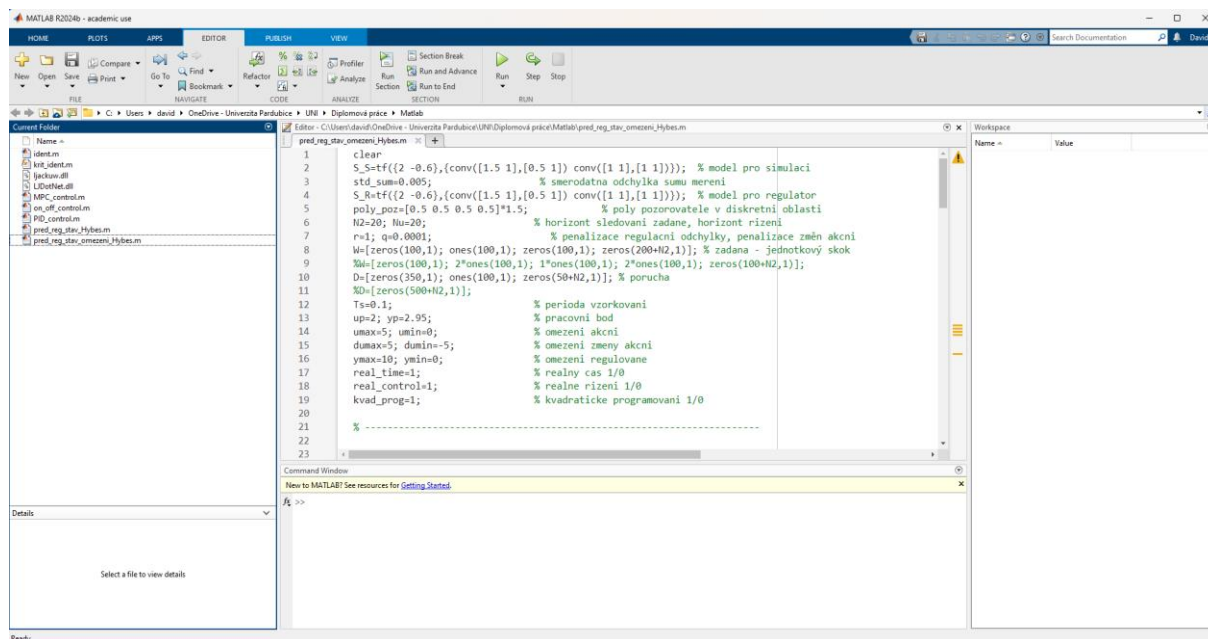 MATLAB R2024b - academic use
HOME PLOTS APPS EDITOR PUBLISH VIEW
Search Documentation
David
New Open Save Compare Print
Go To Find Bookmark
Refactor
Profiler Analyze
Run Section
Section Break
Run and Advance
Run to End
Run Step Stop
FILE NAVIGATE CODE ANALYZE SECTION RUN
C: Users david OneDrive - Univerzita Pardubice UNI Diplomová práce Matlab
Current Folder
Name
ident.m
krit_ident.m
ljackuw.dll
LJDotNet.dll
MPC_control.m
on_off_control.m
PID_control.m
pred_reg_stav_Hybes.m
pred_reg_stav_omezeni_Hybes.m
Details
Select a file to view details
Editor - C:\Users\david\OneDrive - Univerzita Pardubice\UNI\Diplomová práce\Matlab\pred_reg_stav_omezeni_Hybes.m
pred_reg_stav_omezeni_Hybes.m
1 clear
2 S_S=tf({2 -0.6},{conv([1.5 1],[0.5 1]) conv([1 1],[1 1])}); % model pro simulaci
3 std_sum=0.005; % smerodatna odchylka sumu mereni
4 S_R=tf({2 -0.6},{conv([1.5 1],[0.5 1]) conv([1 1],[1 1])}); % model pro regulator
5 poly_poz=[0.5 0.5 0.5 0.5]*1.5; % poly pozorovatele v diskretni oblasti
6 N2=20; Nu=20; % horizont sledovani zadane, horizont rizeni
7 r=1; q=0.0001; % penalizace regulacni odchylky, penalizace změn akcni
8 W=[zeros(100,1); ones(100,1); zeros(100,1); zeros(200+N2,1)]; % zadana - jednotkový skok
9 %W=[zeros(100,1); 2*ones(100,1); 1*ones(100,1); 2*ones(100,1); zeros(100+N2,1)];
10 D=[zeros(350,1); ones(100,1); zeros(50+N2,1)]; % porucha
11 %D=[zeros(500+N2,1)];
12 Ts=0.1; % perioda vzorkovani
13 up=2; yp=2.95; % pracovni bod
14 umax=5; umin=0; % omezeni akcni
15 dumax=5; dumin=-5; % omezeni zmeny akcni
16 ymax=10; ymin=0; % omezeni regulovane
17 real_time=1; % realny cas 1/0
18 real_control=1; % realne rizeni 1/0
19 kvad_prog=1; % kvadraticke programovani 1/0
20
21 % -----------------------------------------------------------------------
22
23
Command Window
New to MATLAB? See resources for Getting Started.
fx >>
Workspace
Name Value
Ready